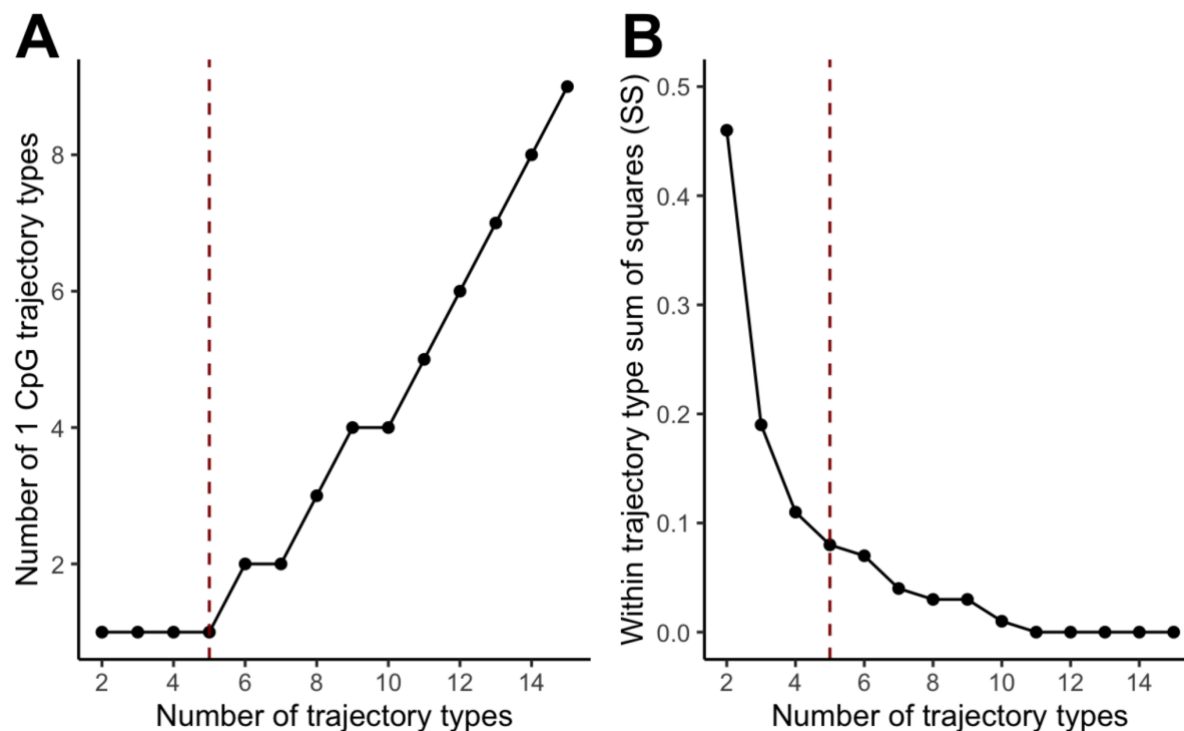 A
Number of 1 CpG trajectory types
8
6
4
2
2 4 6 8 10 12 14
Number of trajectory types
B
Within trajectory type sum of squares (SS)
0.5
0.4
0.3
0.2
0.1
0.0
2 4 6 8 10 12 14
Number of trajectory types